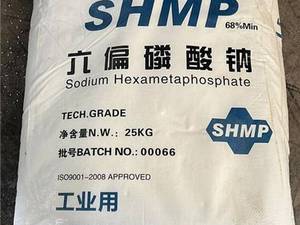 SHMP
68%Min
六偏磷酸钠
Sodium Hexametaphosphate
TECH.GRADE
净含量N.W.: 25KG
SHMP
批号BATCH NO.: 00066
ISO9001-2008 APPROVED
工业用